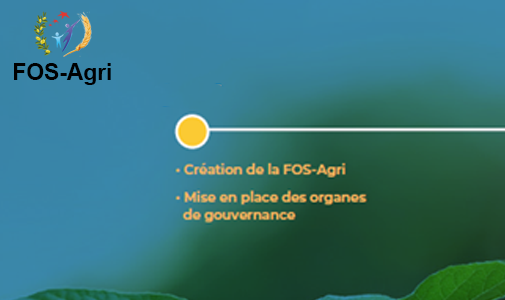 FOS-Agri
• Création de la FOS-Agri
• Mise en place des organes
de gouvernance